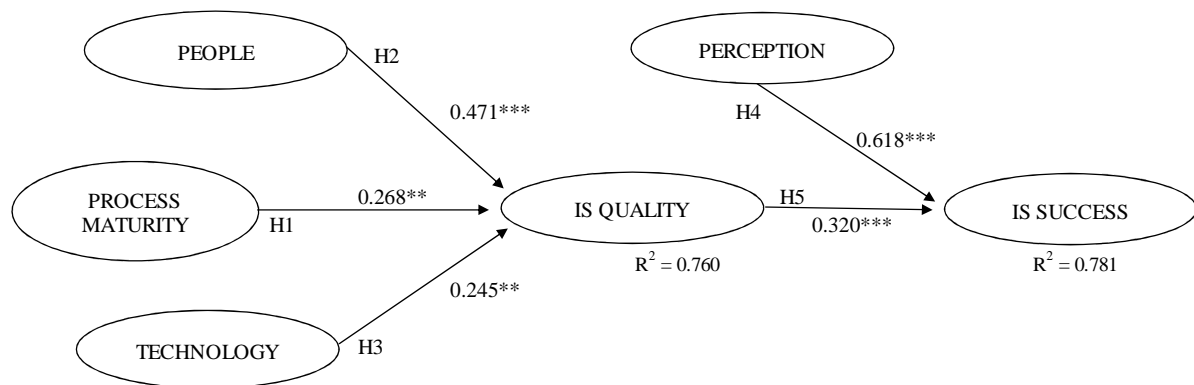 PEOPLE
H2
PERCEPTION
0.471***
H4
0.618***
PROCESS
MATURITY
0.268**
H1
IS QUALITY
H5
0.320***
IS SUCCESS
R² = 0.760
R² = 0.781
0.245**
TECHNOLOGY
H3